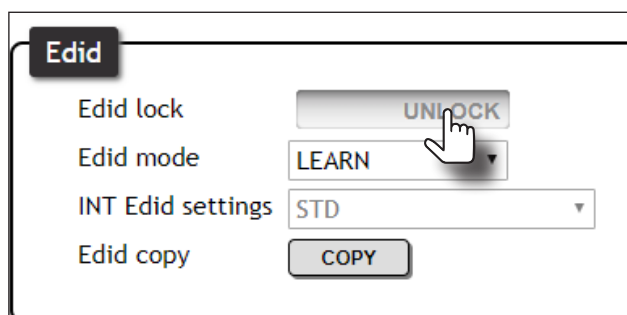 Edid
Edid lock UNLOCK
Edid mode LEARN
INT Edid settings STD
Edid copy COPY